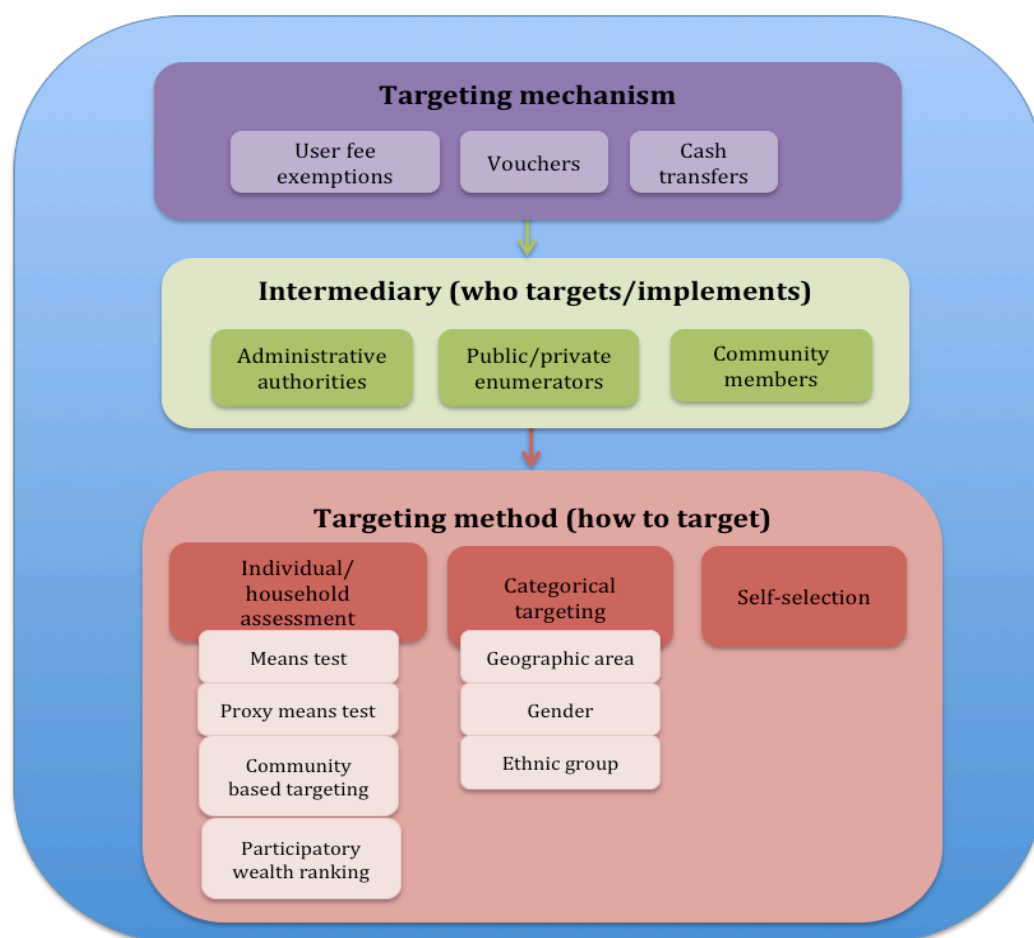 Targeting mechanism
User fee
exemptions
Vouchers
Cash
transfers
Intermediary (who targets/implements)
Administrative
authorities
Public/private
enumerators
Community
members
Targeting method (how to target)
Individual/
household
assessment
Means test
Proxy means test
Community
based targeting
Participatory
wealth ranking
Categorical
targeting
Geographic area
Gender
Ethnic group
Self-selection